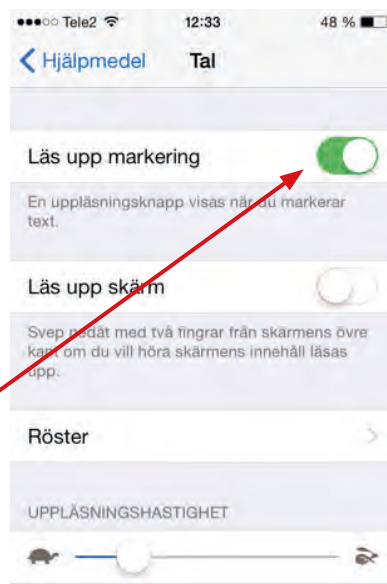 Tele2 12:33 48 %
Hjälpmedel Tal
Läs upp markering
En uppläsningsknapp visas när du markerar
text.
Läs upp skärm
Svep nedåt med två fingrar från skärmens övre
kant om du vill höra skärmens innehåll läsas
upp.
Röster
UPPLÄSNINGSHASTIGHET